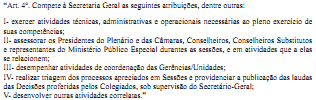 "Art. 4º. Compete à Secretaria Geral as seguintes atribuições, dentre outras:
I- exercer atividades técnicas, administrativas e operacionais necessárias ao pleno exercício de
suas competências;
II- assessorar os Presidentes do Plenário e das Câmaras, Conselheiros, Conselheiros Substitutos
e representantes do Ministério Público Especial durante as sessões, e em atividades que a elas
se relacionem;
III- desempenhar atividades de coordenação das Gerências/Unidades;
IV- realizar triagem dos processos apreciados em Sessões e providenciar a publicação das laudas
das Decisões proferidas pelos Colegiados, sob supervisão do Secretário-Geral;
V- desenvolver outras atividades correlatas."